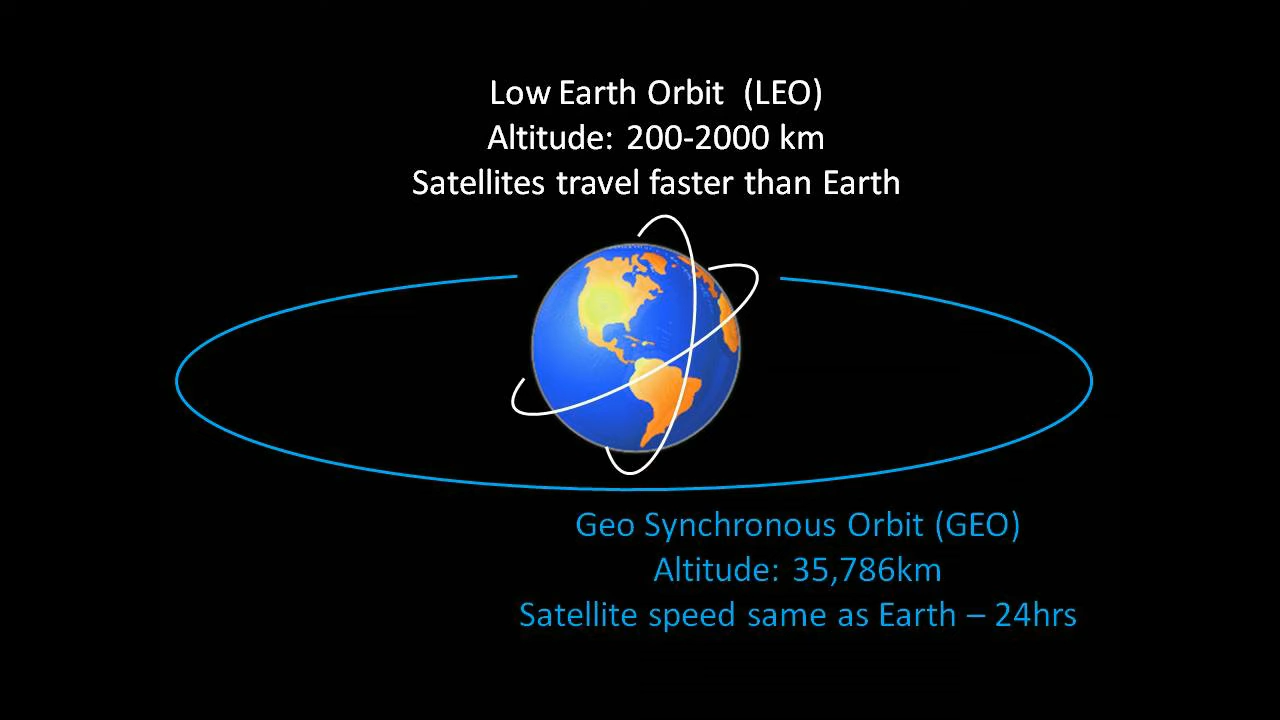 Low Earth Orbit  (LEO)
Altitude:  200-2000 km
Satellites travel faster than Earth
Geo Synchronous Orbit (GEO)
Altitude:  35,786km
Satellite speed same as Earth – 24hrs